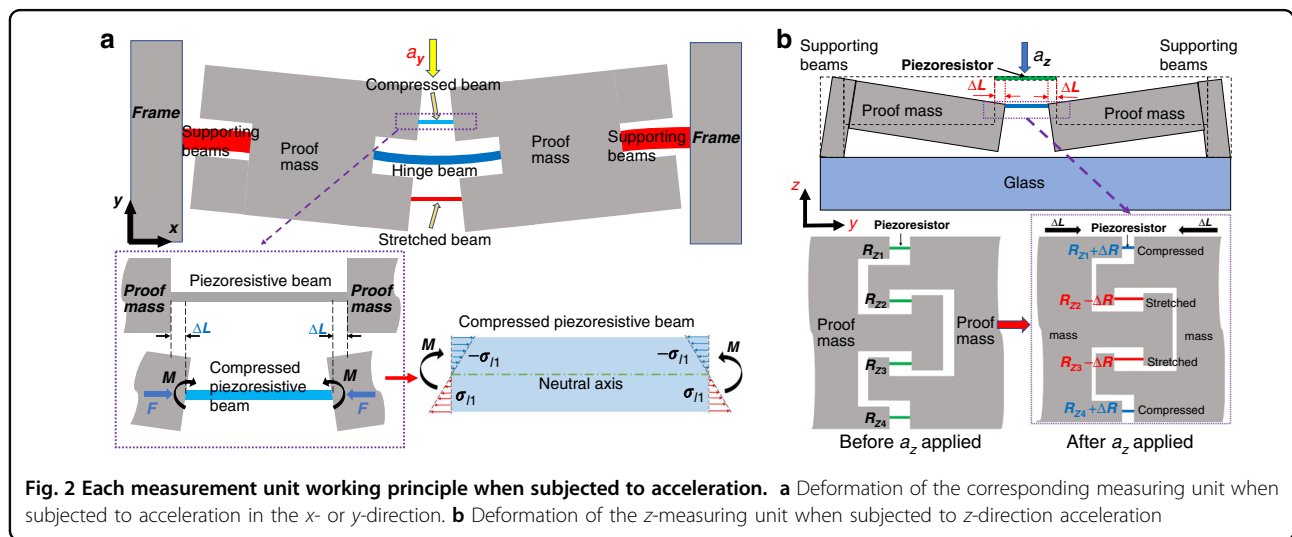 a
a_y
Compressed beam
Frame
Supporting beams
Proof mass
Hinge beam
Proof mass
Supporting beams
Frame
y
x
Stretched beam
Proof mass
Piezoresistive beam
Proof mass
ΔL
ΔL
M
Compressed piezoresistive beam
M
F
F
Compressed piezoresistive beam
M
−σ_l1
−σ_l1
M
Neutral axis
σ_l1
σ_l1
b
Supporting beams
Piezoresistor
a_z
Supporting beams
ΔL
ΔL
Proof mass
Proof mass
Glass
z
y
Piezoresistor
R_Z1
R_Z2
Proof mass
Proof mass
R_Z3
R_Z4
Before a_z applied
ΔL
Piezoresistor
ΔL
R_Z1+ΔR
Compressed
R_Z2−ΔR
Stretched
mass
mass
R_Z3−ΔR
Stretched
R_Z4+ΔR
Compressed
After a_z applied
Fig. 2 Each measurement unit working principle when subjected to acceleration. a Deformation of the corresponding measuring unit when
subjected to acceleration in the x- or y-direction. b Deformation of the z-measuring unit when subjected to z-direction acceleration